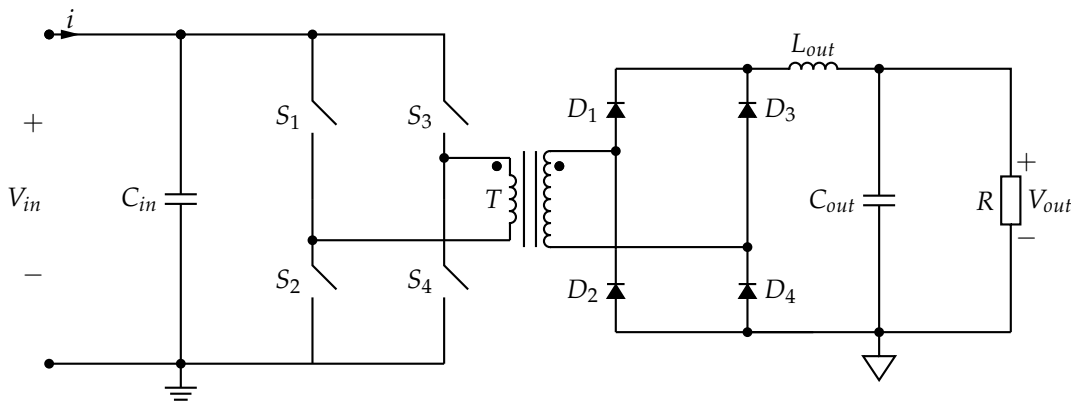 i
L_out
+
S_1
S_3
D_1
D_3
+
V_in
C_in
T
C_out
R
V_out
−
−
S_2
S_4
D_2
D_4